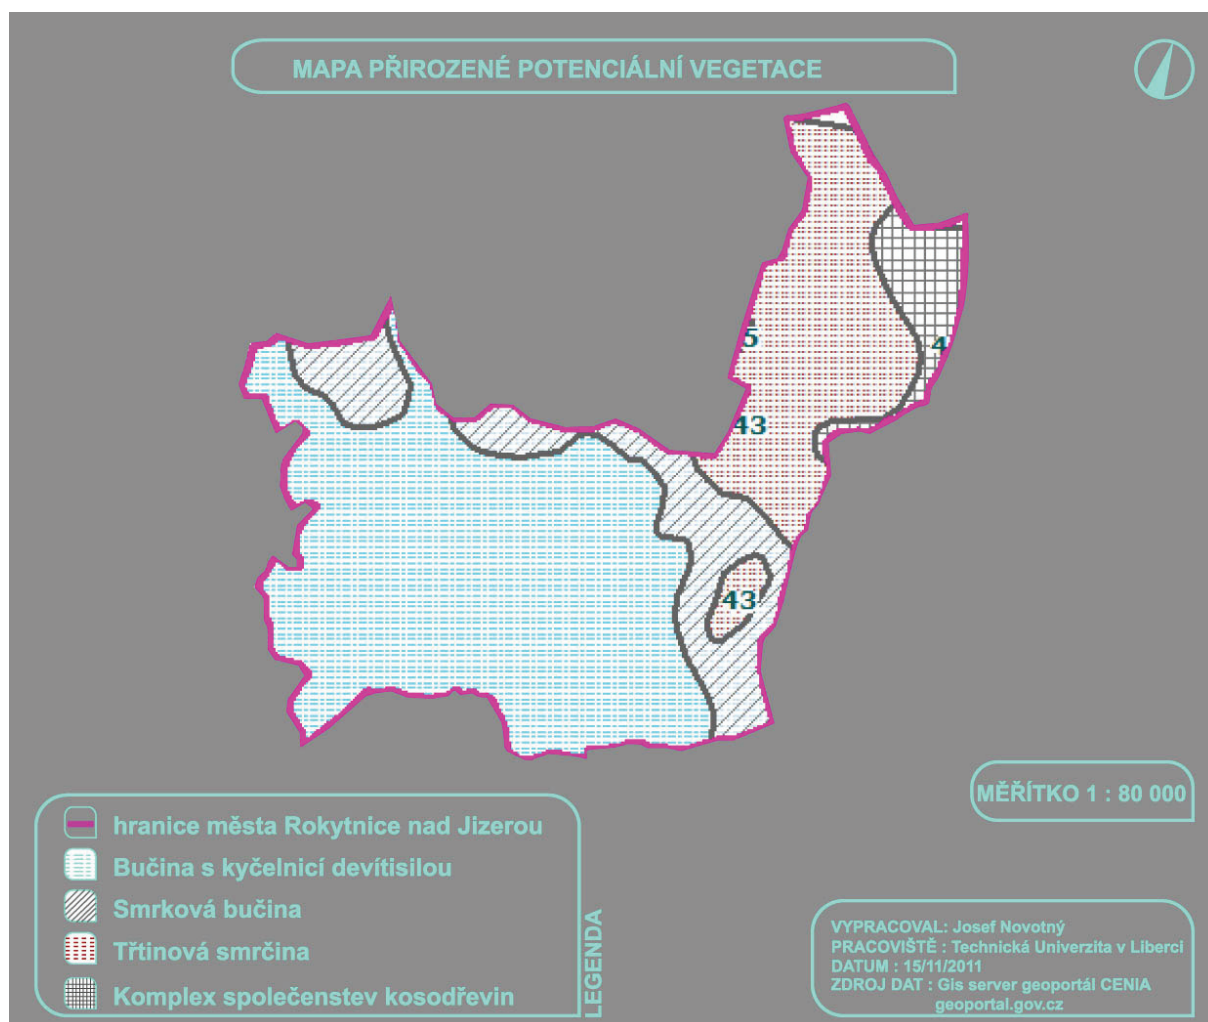 MAPA PŘIROZENÉ POTENCIÁLNÍ VEGETACE
5
4
43
43
MĚŘÍTKO 1 : 80 000
hranice města Rokytnice nad Jizerou
Bučina s kyčelnicí devítisilou
Smrková bučina
Třtinová smrčina
Komplex společenstev kosodřevin
LEGENDA
VYPRACOVAL: Josef Novotný
PRACOVIŠTĚ : Technická Univerzita v Liberci
DATUM : 15/11/2011
ZDROJ DAT : Gis server geoportál CENIA
geoportal.gov.cz